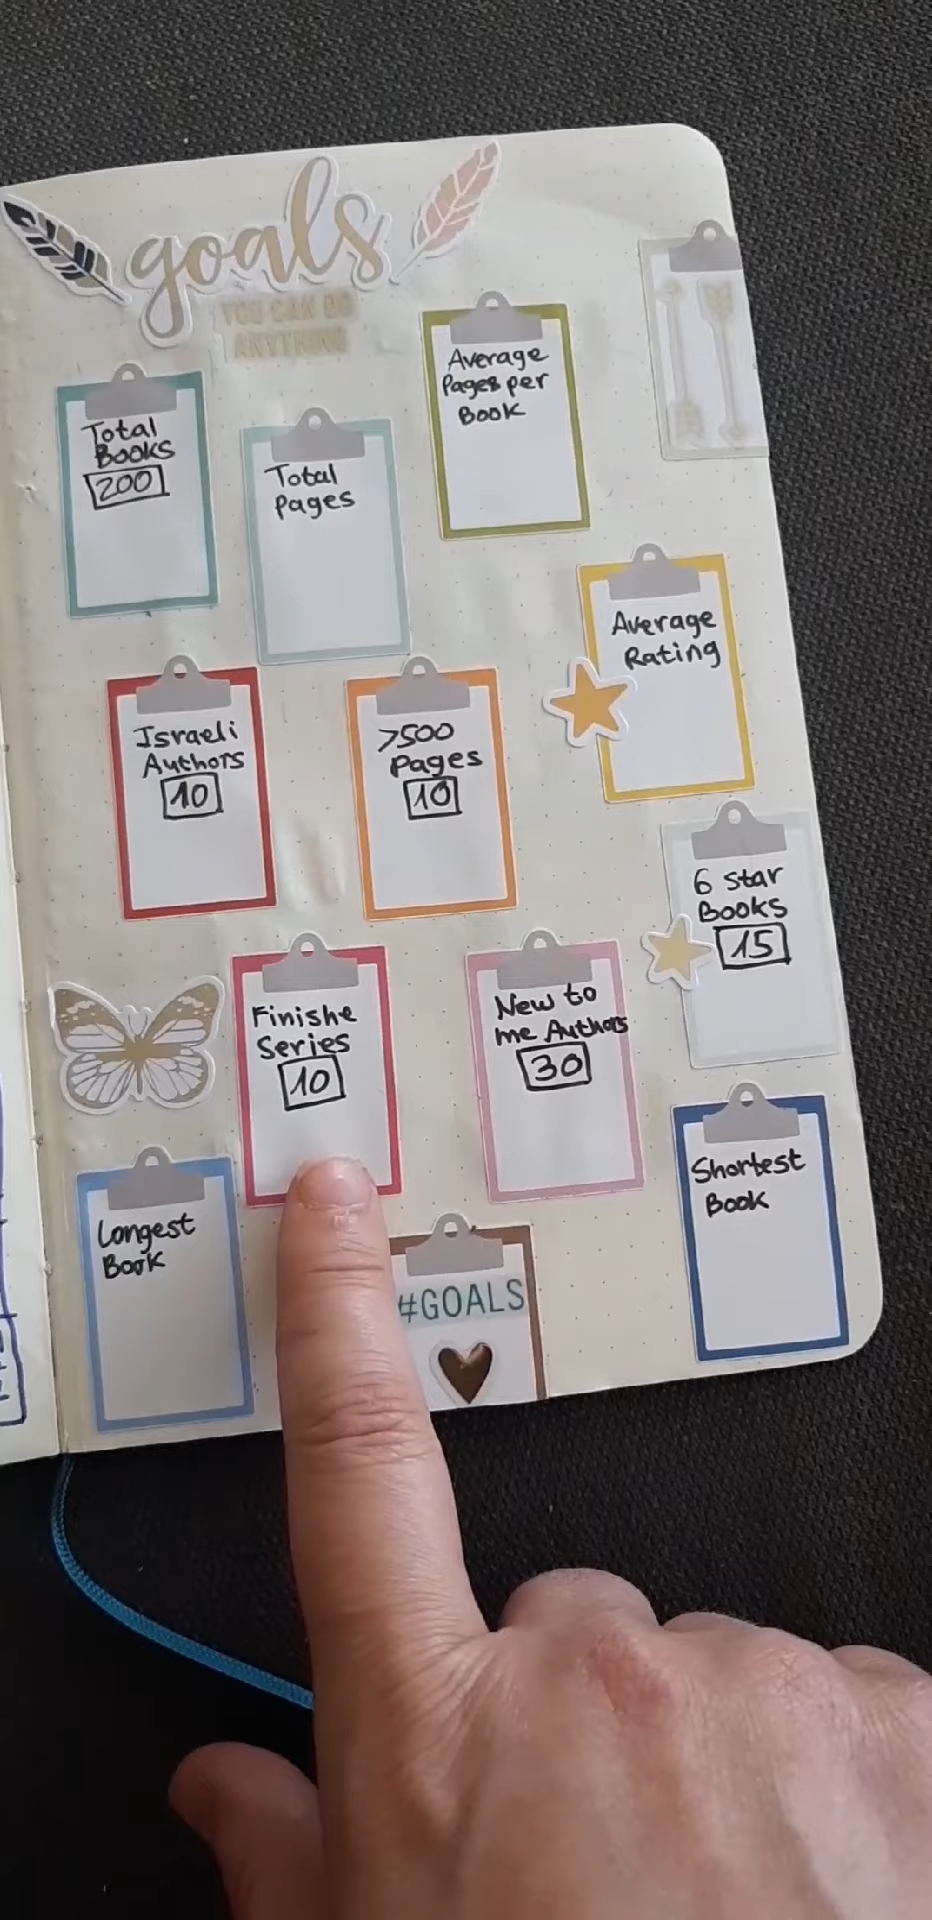 goals
YOU CAN DO
ANYTHING
Average
Pages per
Book
Total
Books
200
Total
Pages
Average
Rating
Israeli
Authors
10
>500
Pages
10
6 star
Books
15
Finishe
Series
10
New to
me Authors
30
Shortest
Book
Longest
Book
#GOALS